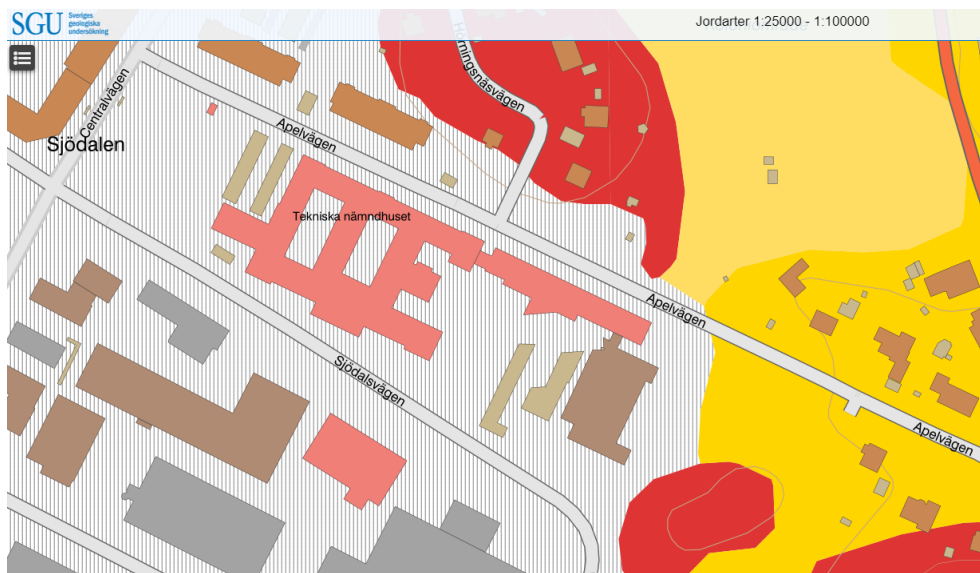 SGU Sveriges
geologiska
undersökning
Jordarter 1:25000 - 1:100000
Hörningsnäsvägen
Centralvägen
Apelvägen
Sjödalen
Tekniska nämndhuset
Apelvägen
Sjödalsvägen
Apelvägen